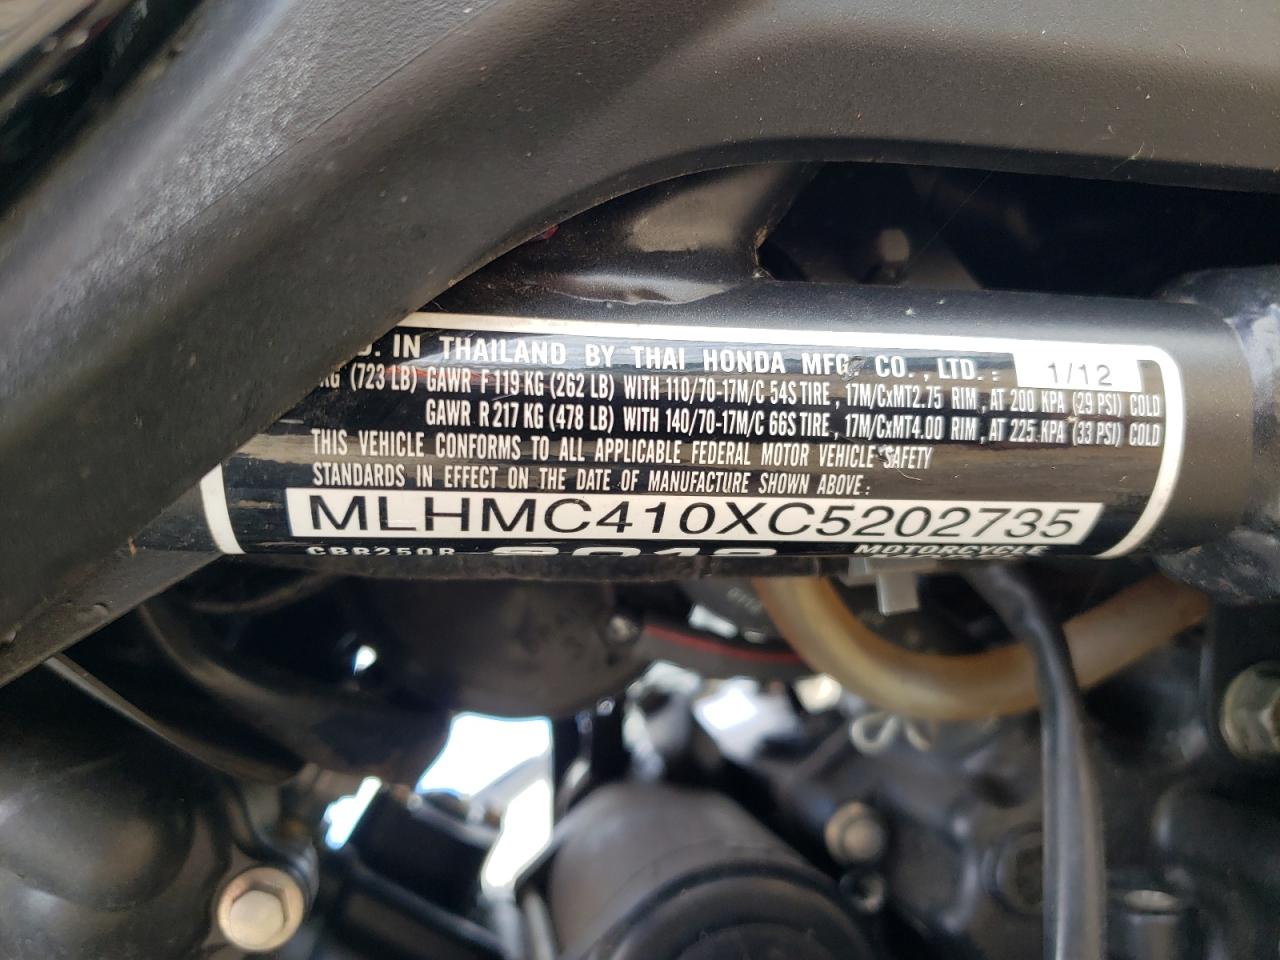 . IN THAILAND BY THAI HONDA MFG. CO., LTD.: 1/12
KG (723 LB) GAWR F 119 KG (262 LB) WITH 110/70-17M/C 54S TIRE, 17M/CxMT2.75 RIM, AT 200 KPA (29 PSI) COLD
GAWR R 217 KG (478 LB) WITH 140/70-17M/C 66S TIRE, 17M/CxMT4.00 RIM, AT 225 KPA (33 PSI) COLD
THIS VEHICLE CONFORMS TO ALL APPLICABLE FEDERAL MOTOR VEHICLE SAFETY
STANDARDS IN EFFECT ON THE DATE OF MANUFACTURE SHOWN ABOVE:
MLHMC410XC5202735
CBR250R 2012 MOTORCYCLE